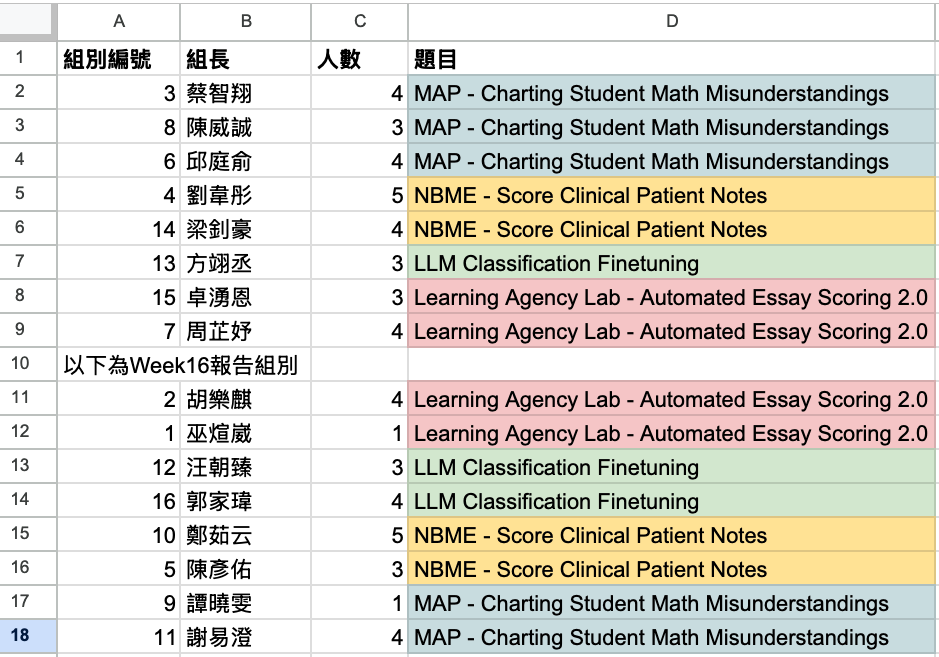 A B C D
1 組別編號 組長 人數 題目
2 3 蔡智翔 4 MAP - Charting Student Math Misunderstandings
3 8 陳威誠 3 MAP - Charting Student Math Misunderstandings
4 6 邱庭俞 4 MAP - Charting Student Math Misunderstandings
5 4 劉韋彤 5 NBME - Score Clinical Patient Notes
6 14 梁釗豪 4 NBME - Score Clinical Patient Notes
7 13 方翊丞 3 LLM Classification Finetuning
8 15 卓湧恩 3 Learning Agency Lab - Automated Essay Scoring 2.0
9 7 周芷妤 4 Learning Agency Lab - Automated Essay Scoring 2.0
10 以下為Week16報告組別
11 2 胡樂麒 4 Learning Agency Lab - Automated Essay Scoring 2.0
12 1 巫煊崴 1 Learning Agency Lab - Automated Essay Scoring 2.0
13 12 汪朝臻 3 LLM Classification Finetuning
14 16 郭家瑋 4 LLM Classification Finetuning
15 10 鄭茹云 5 NBME - Score Clinical Patient Notes
16 5 陳彥佑 3 NBME - Score Clinical Patient Notes
17 9 譚曉雯 1 MAP - Charting Student Math Misunderstandings
18 11 謝易澄 4 MAP - Charting Student Math Misunderstandings